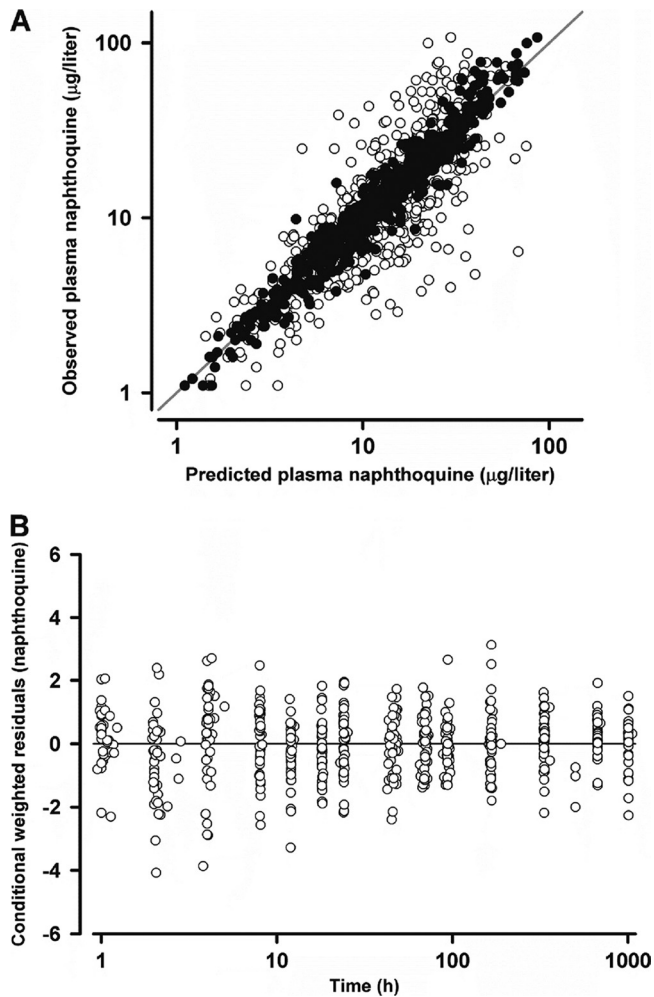 A
Observed plasma naphthoquine (μg/liter)
100
10
1
1 10 100
Predicted plasma naphthoquine (μg/liter)
B
Conditional weighted residuals (naphthoquine)
6
4
2
0
-2
-4
-6
1 10 100 1000
Time (h)